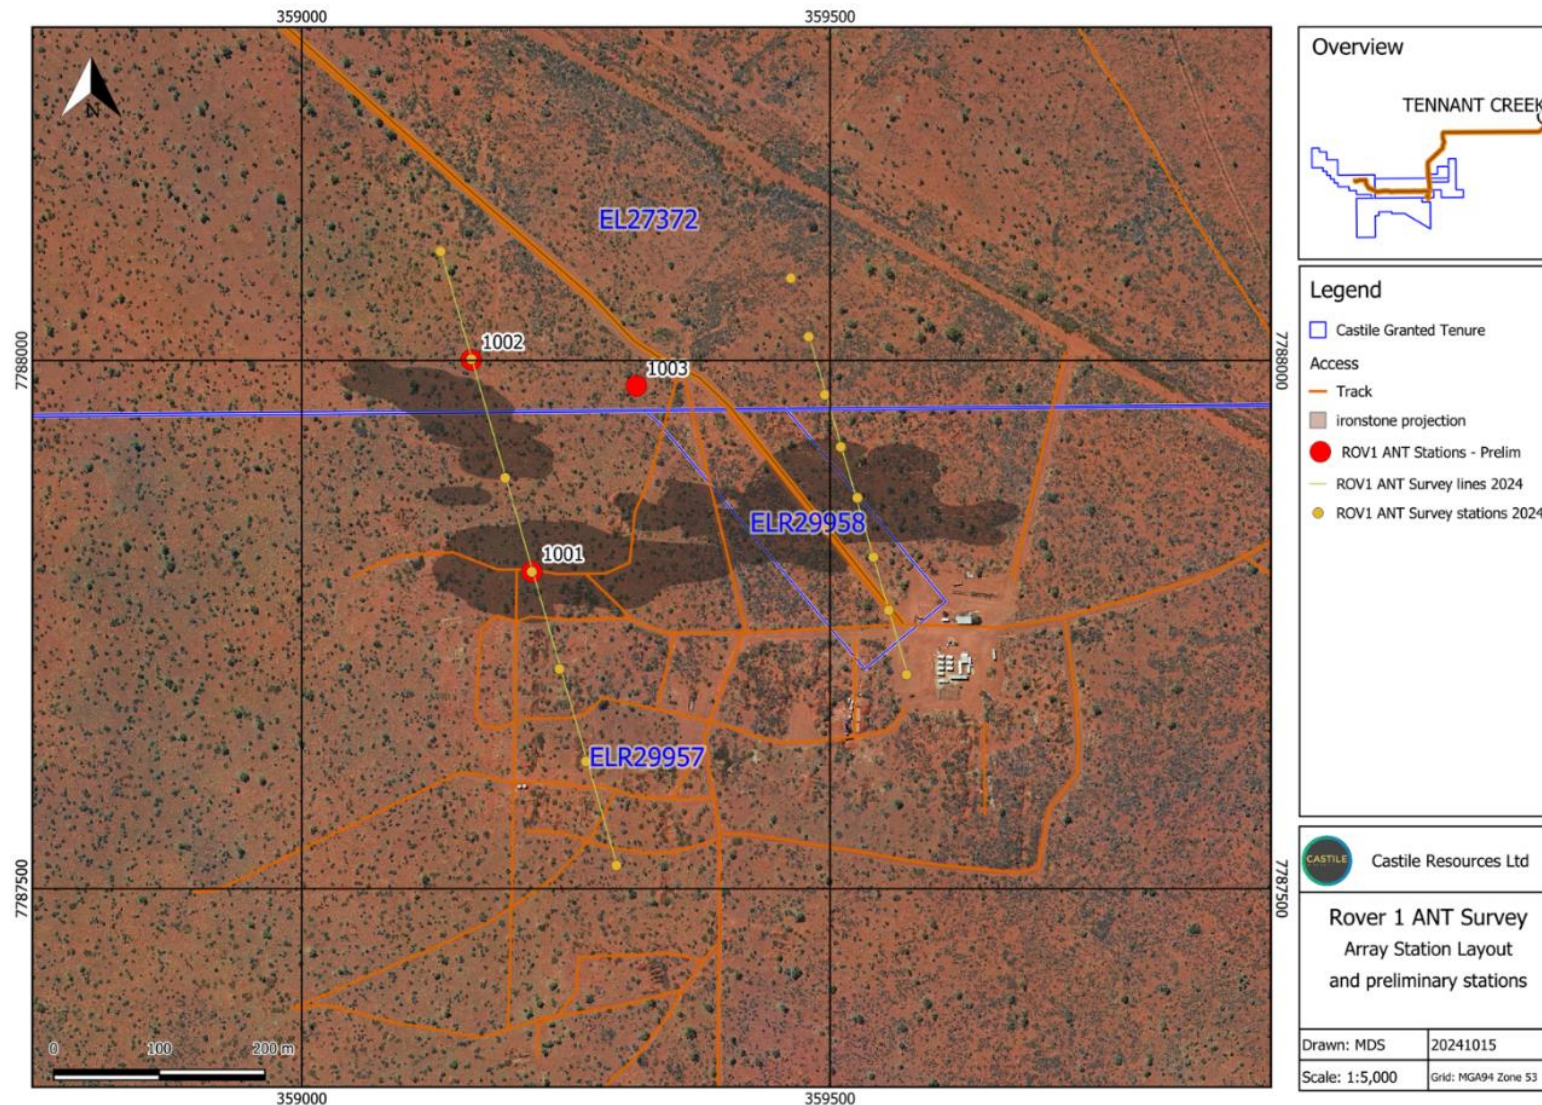 359000
359500
N
EL27372
1002
1003
7788000
7788000
ELR29958
1001
ELR29957
7787500
7787500
0 100 200 m
359000
359500
Overview
TENNANT CREEK
Legend
Castile Granted Tenure
Access
Track
ironstone projection
ROV1 ANT Stations - Prelim
ROV1 ANT Survey lines 2024
ROV1 ANT Survey stations 2024
CASTILE
Castile Resources Ltd
Rover 1 ANT Survey
Array Station Layout
and preliminary stations
Drawn: MDS 20241015
Scale: 1:5,000 Grid: MGA94 Zone 53